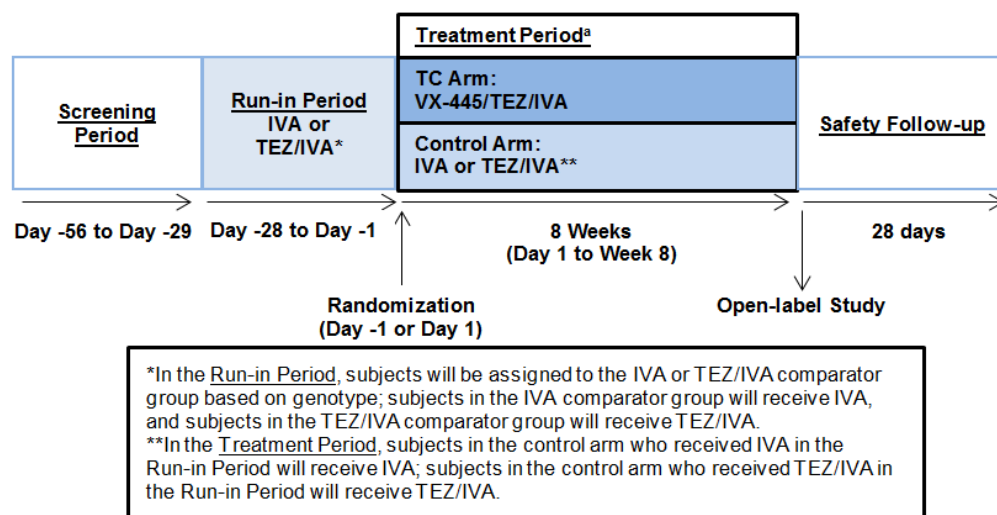 Treatment Periodᵃ
TC Arm:
VX-445/TEZ/IVA
Screening
Period
Run-in Period
IVA or
TEZ/IVA*
Control Arm:
IVA or TEZ/IVA**
Safety Follow-up
Day -56 to Day -29
Day -28 to Day -1
8 Weeks
(Day 1 to Week 8)
28 days
Randomization
(Day -1 or Day 1)
Open-label Study
*In the Run-in Period, subjects will be assigned to the IVA or TEZ/IVA comparator
group based on genotype; subjects in the IVA comparator group will receive IVA,
and subjects in the TEZ/IVA comparator group will receive TEZ/IVA.
**In the Treatment Period, subjects in the control arm who received IVA in the
Run-in Period will receive IVA; subjects in the control arm who received TEZ/IVA in
the Run-in Period will receive TEZ/IVA.